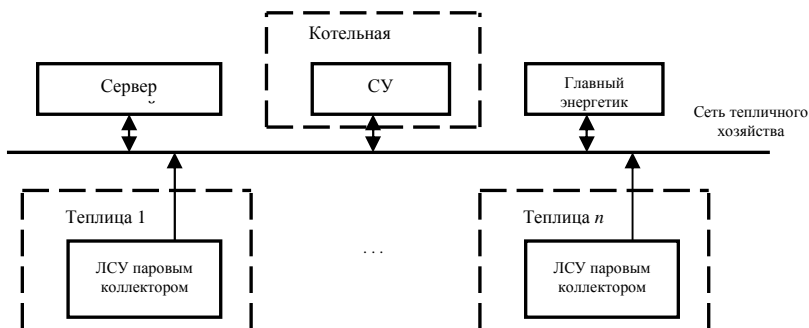 Котельная
Сервер
СУ
Главный
энергетик
Сеть тепличного
хозяйства
Теплица 1
Теплица n
ЛСУ паровым
коллектором
. . .
ЛСУ паровым
коллектором